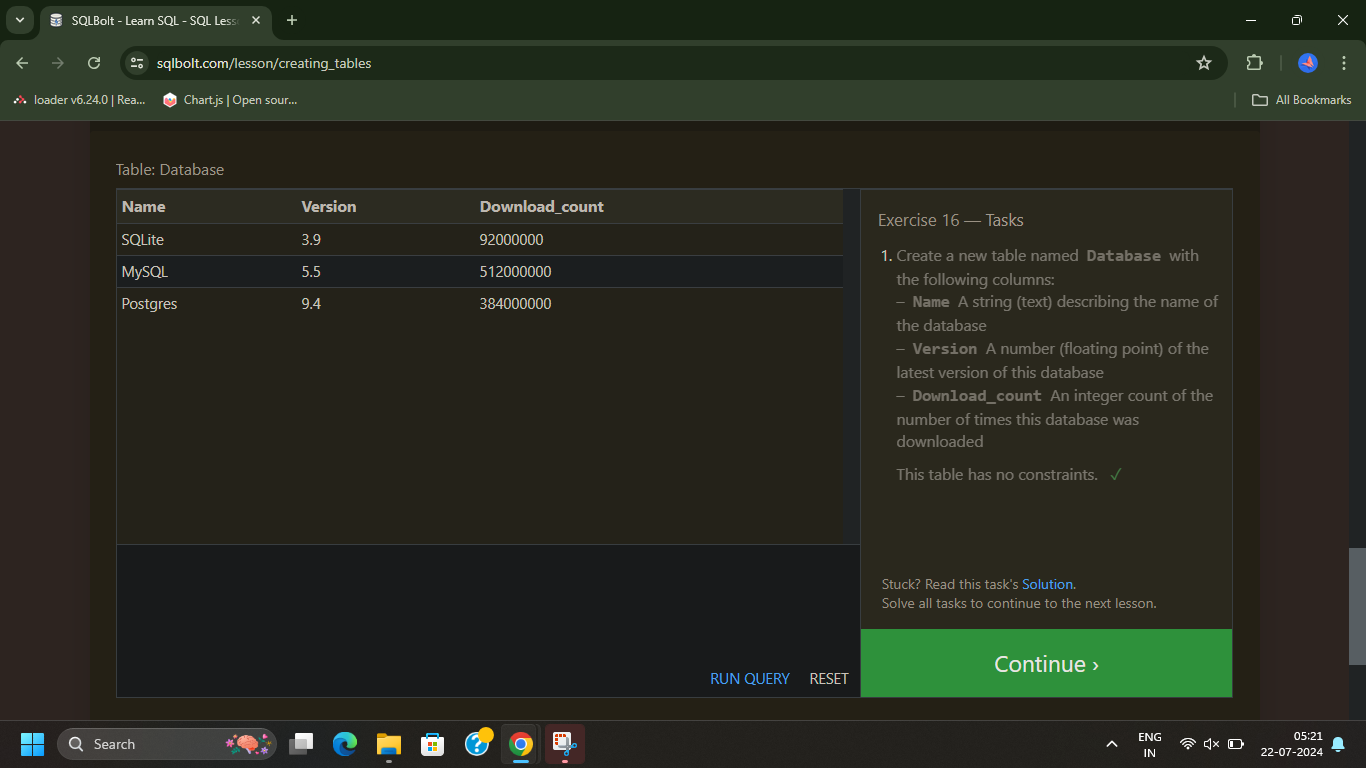 SQLBolt - Learn SQL - SQL Less
sqlbolt.com/lesson/creating_tables
loader v6.24.0 | Rea...
Chart.js | Open sour...
All Bookmarks
Table: Database
Name Version Download_count
SQLite 3.9 92000000
MySQL 5.5 512000000
Postgres 9.4 384000000
RUN QUERY RESET
Exercise 16 — Tasks
1. Create a new table named Database with
the following columns:
– Name A string (text) describing the name of
the database
– Version A number (floating point) of the
latest version of this database
– Download_count An integer count of the
number of times this database was
downloaded
This table has no constraints. ✓
Stuck? Read this task's Solution.
Solve all tasks to continue to the next lesson.
Continue ›
Search
ENG
IN
05:21
22-07-2024